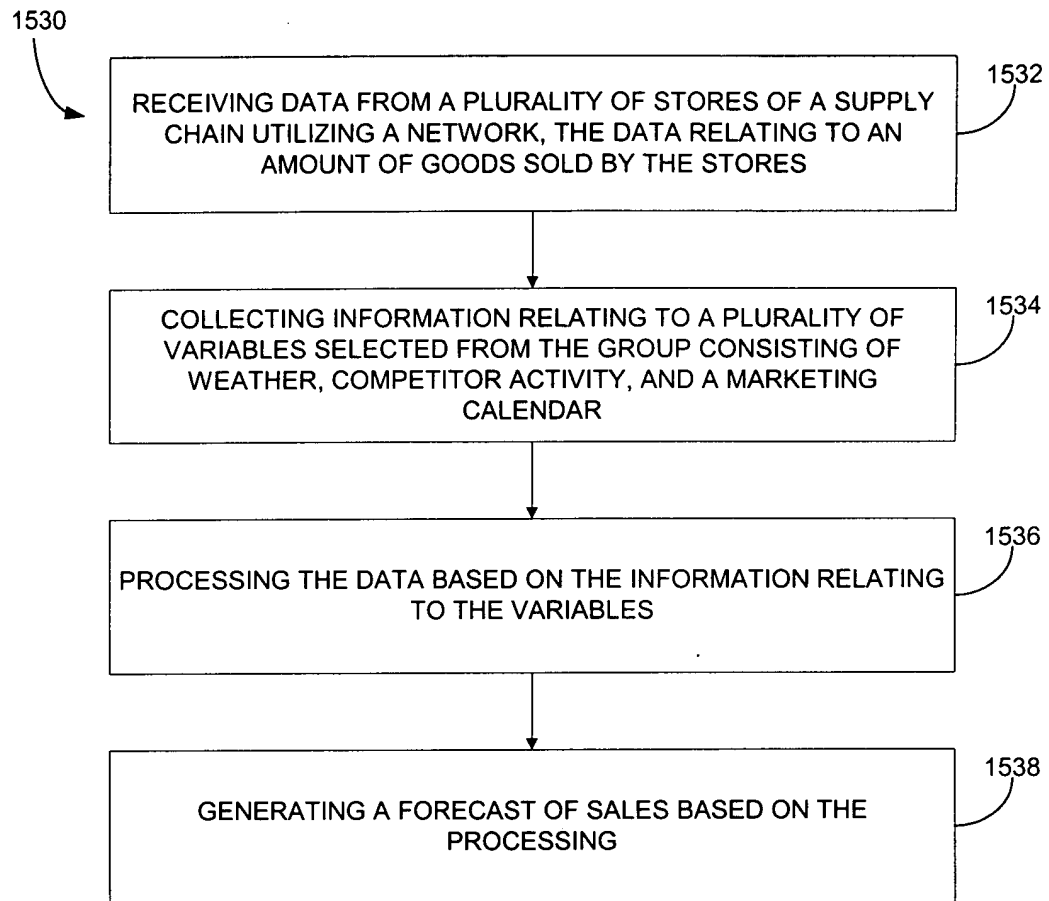 1530
1532
RECEIVING DATA FROM A PLURALITY OF STORES OF A SUPPLY
CHAIN UTILIZING A NETWORK, THE DATA RELATING TO AN
AMOUNT OF GOODS SOLD BY THE STORES
1534
COLLECTING INFORMATION RELATING TO A PLURALITY OF
VARIABLES SELECTED FROM THE GROUP CONSISTING OF
WEATHER, COMPETITOR ACTIVITY, AND A MARKETING
CALENDAR
1536
PROCESSING THE DATA BASED ON THE INFORMATION RELATING
TO THE VARIABLES
1538
GENERATING A FORECAST OF SALES BASED ON THE
PROCESSING